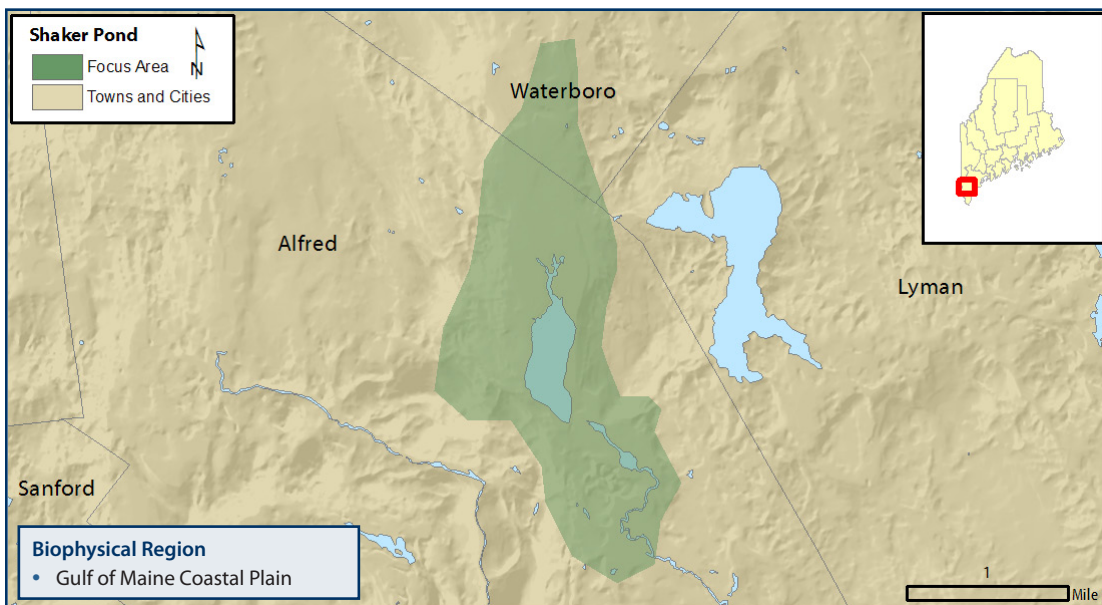 Shaker Pond
N
Focus Area
Towns and Cities
Waterboro
Alfred
Lyman
Sanford
Biophysical Region
• Gulf of Maine Coastal Plain
1
Mile